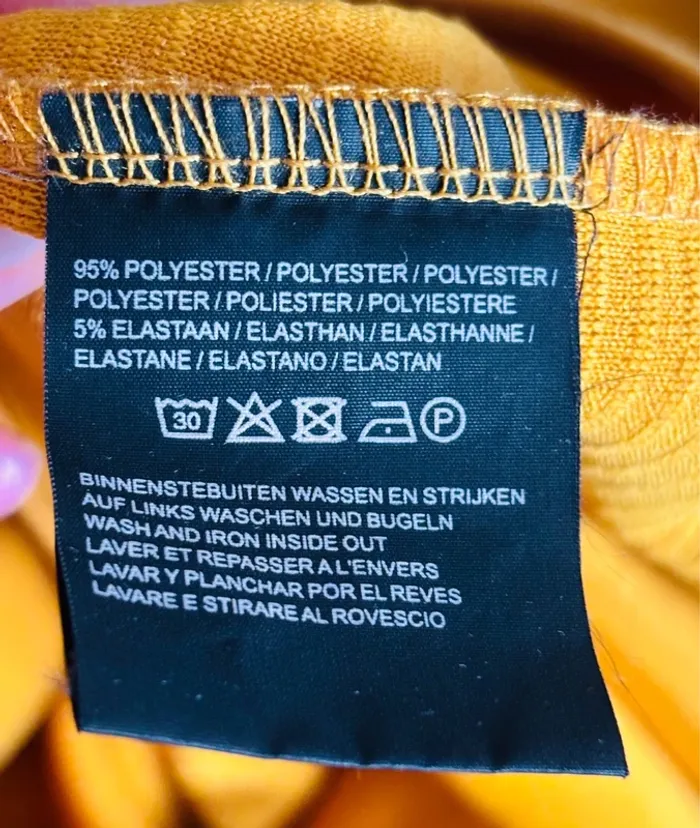 95% POLYESTER / POLYESTER / POLYESTER /
POLYESTER / POLIESTER / POLYIESTERE
5% ELASTAAN / ELASTHAN / ELASTHANNE /
ELASTANE / ELASTANO / ELASTAN
30 P
BINNENSTEBUITEN WASSEN EN STRIJKEN
AUF LINKS WASCHEN UND BUGELN
WASH AND IRON INSIDE OUT
LAVER ET REPASSER A L'ENVERS
LAVAR Y PLANCHAR POR EL REVES
LAVARE E STIRARE AL ROVESCIO